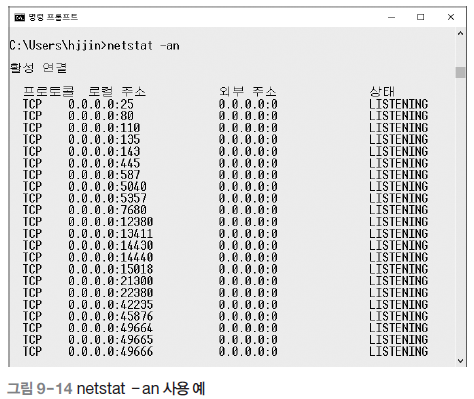 명령 프롬프트
C:\Users\hjjin>netstat -an
활성 연결
프로토콜 로컬 주소 외부 주소 상태
TCP 0.0.0.0:25 0.0.0.0:0 LISTENING
TCP 0.0.0.0:80 0.0.0.0:0 LISTENING
TCP 0.0.0.0:110 0.0.0.0:0 LISTENING
TCP 0.0.0.0:135 0.0.0.0:0 LISTENING
TCP 0.0.0.0:143 0.0.0.0:0 LISTENING
TCP 0.0.0.0:445 0.0.0.0:0 LISTENING
TCP 0.0.0.0:587 0.0.0.0:0 LISTENING
TCP 0.0.0.0:5040 0.0.0.0:0 LISTENING
TCP 0.0.0.0:5357 0.0.0.0:0 LISTENING
TCP 0.0.0.0:7680 0.0.0.0:0 LISTENING
TCP 0.0.0.0:12380 0.0.0.0:0 LISTENING
TCP 0.0.0.0:13411 0.0.0.0:0 LISTENING
TCP 0.0.0.0:14430 0.0.0.0:0 LISTENING
TCP 0.0.0.0:14440 0.0.0.0:0 LISTENING
TCP 0.0.0.0:15018 0.0.0.0:0 LISTENING
TCP 0.0.0.0:21300 0.0.0.0:0 LISTENING
TCP 0.0.0.0:22380 0.0.0.0:0 LISTENING
TCP 0.0.0.0:42235 0.0.0.0:0 LISTENING
TCP 0.0.0.0:45876 0.0.0.0:0 LISTENING
TCP 0.0.0.0:49664 0.0.0.0:0 LISTENING
TCP 0.0.0.0:49665 0.0.0.0:0 LISTENING
TCP 0.0.0.0:49666 0.0.0.0:0 LISTENING
그림 9-14 netstat -an 사용 예